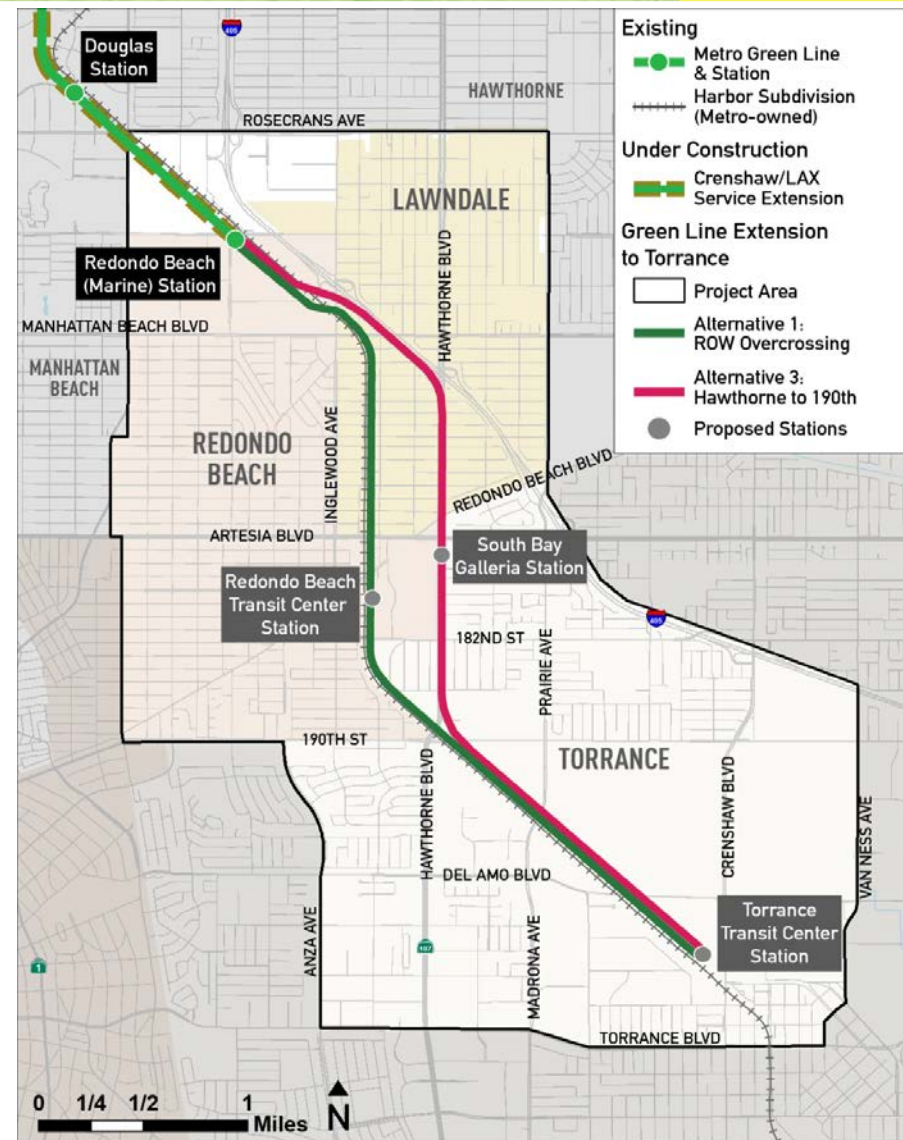 Douglas
Station
405
HAWTHORNE
ROSECRANS AVE
LAWNDALE
HAWTHORNE BLVD
Redondo Beach
(Marine) Station
MANHATTAN BEACH BLVD
MANHATTAN
BEACH
REDONDO
BEACH
INGLEWOOD AVE
REDONDO BEACH BLVD
ARTESIA BLVD
South Bay
Galleria Station
Redondo Beach
Transit Center
Station
405
182ND ST
PRAIRIE AVE
190TH ST
TORRANCE
HAWTHORNE BLVD
CRENSHAW BLVD
VAN NESS AVE
DEL AMO BLVD
ANZA AVE
MADRONA AVE
107
1
Torrance
Transit Center
Station
TORRANCE BLVD
0 1/4 1/2 1
Miles
N
Existing
Metro Green Line
& Station
Harbor Subdivision
(Metro-owned)
Under Construction
Crenshaw/LAX
Service Extension
Green Line Extension
to Torrance
Project Area
Alternative 1:
ROW Overcrossing
Alternative 3:
Hawthorne to 190th
Proposed Stations